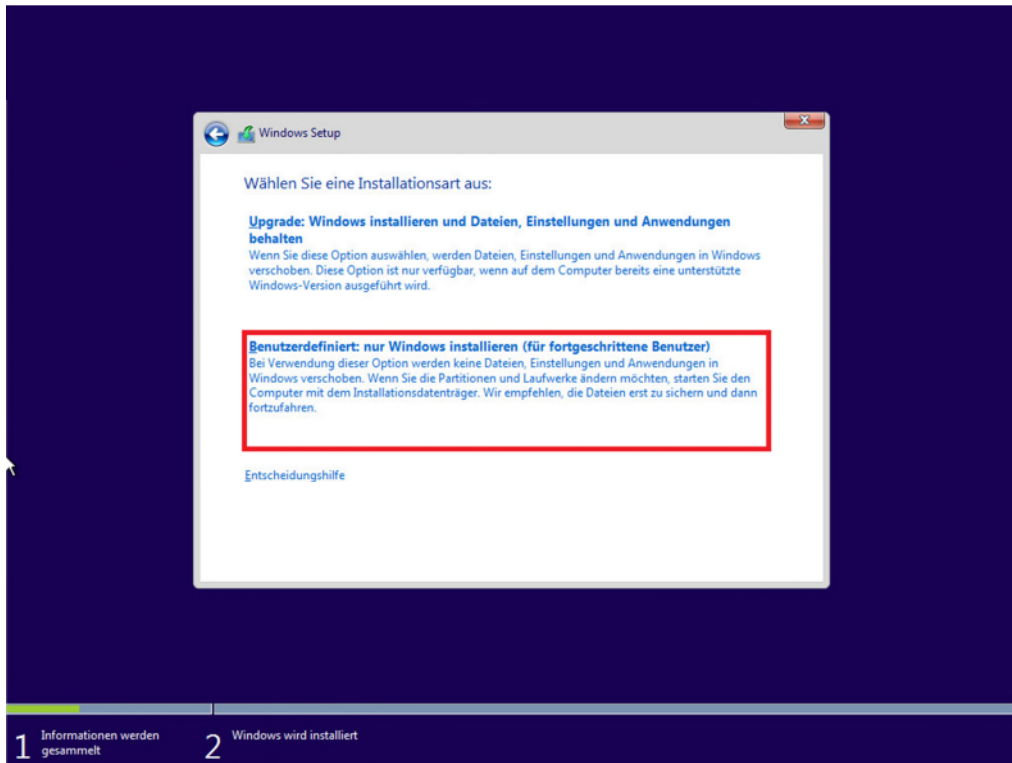 Windows Setup
Wählen Sie eine Installationsart aus:
Upgrade: Windows installieren und Dateien, Einstellungen und Anwendungen
behalten
Wenn Sie diese Option auswählen, werden Dateien, Einstellungen und Anwendungen in Windows
verschoben. Diese Option ist nur verfügbar, wenn auf dem Computer bereits eine unterstützte
Windows-Version ausgeführt wird.
Benutzerdefiniert: nur Windows installieren (für fortgeschrittene Benutzer)
Bei Verwendung dieser Option werden keine Dateien, Einstellungen und Anwendungen in
Windows verschoben. Wenn Sie die Partitionen und Laufwerke ändern möchten, starten Sie den
Computer mit dem Installationsdatenträger. Wir empfehlen, die Dateien erst zu sichern und dann
fortzufahren.
Entscheidungshilfe
1 Informationen werden
gesammelt
2 Windows wird installiert